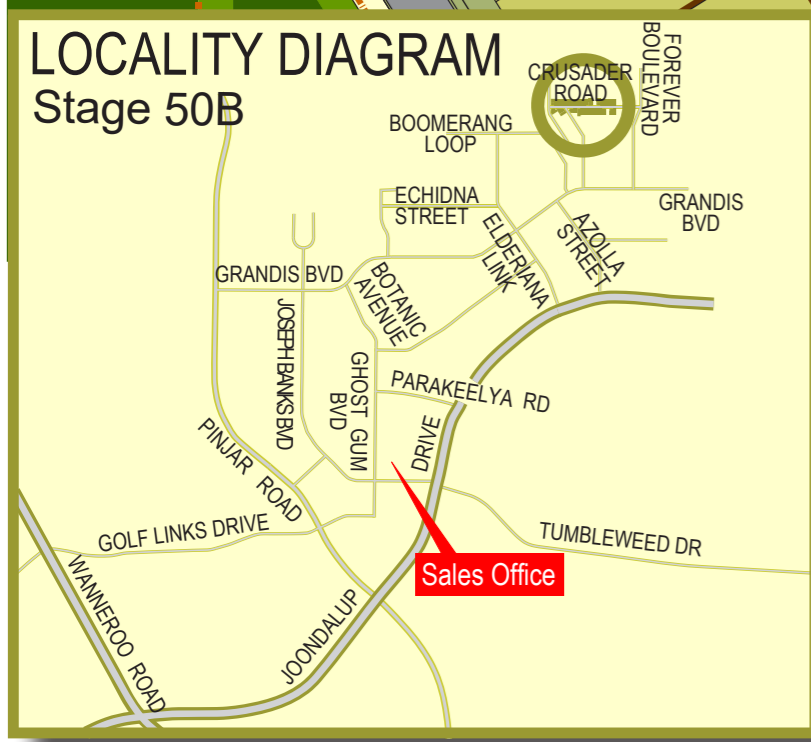 LOCALITY DIAGRAM
Stage 50B
CRUSADER
ROAD
FOREVER
BOULEVARD
BOOMERANG
LOOP
ECHIDNA
STREET
GRANDIS
BVD
AZOLLA
STREET
ELDERIANA
LINK
GRANDIS BVD
BOTANIC
AVENUE
JOSEPH BANKS BVD
GHOST GUM
BVD
PARAKEELYA RD
PINJAR ROAD
DRIVE
GOLF LINKS DRIVE
TUMBLEWEED DR
Sales Office
WANNEROO ROAD
JOONDALUP